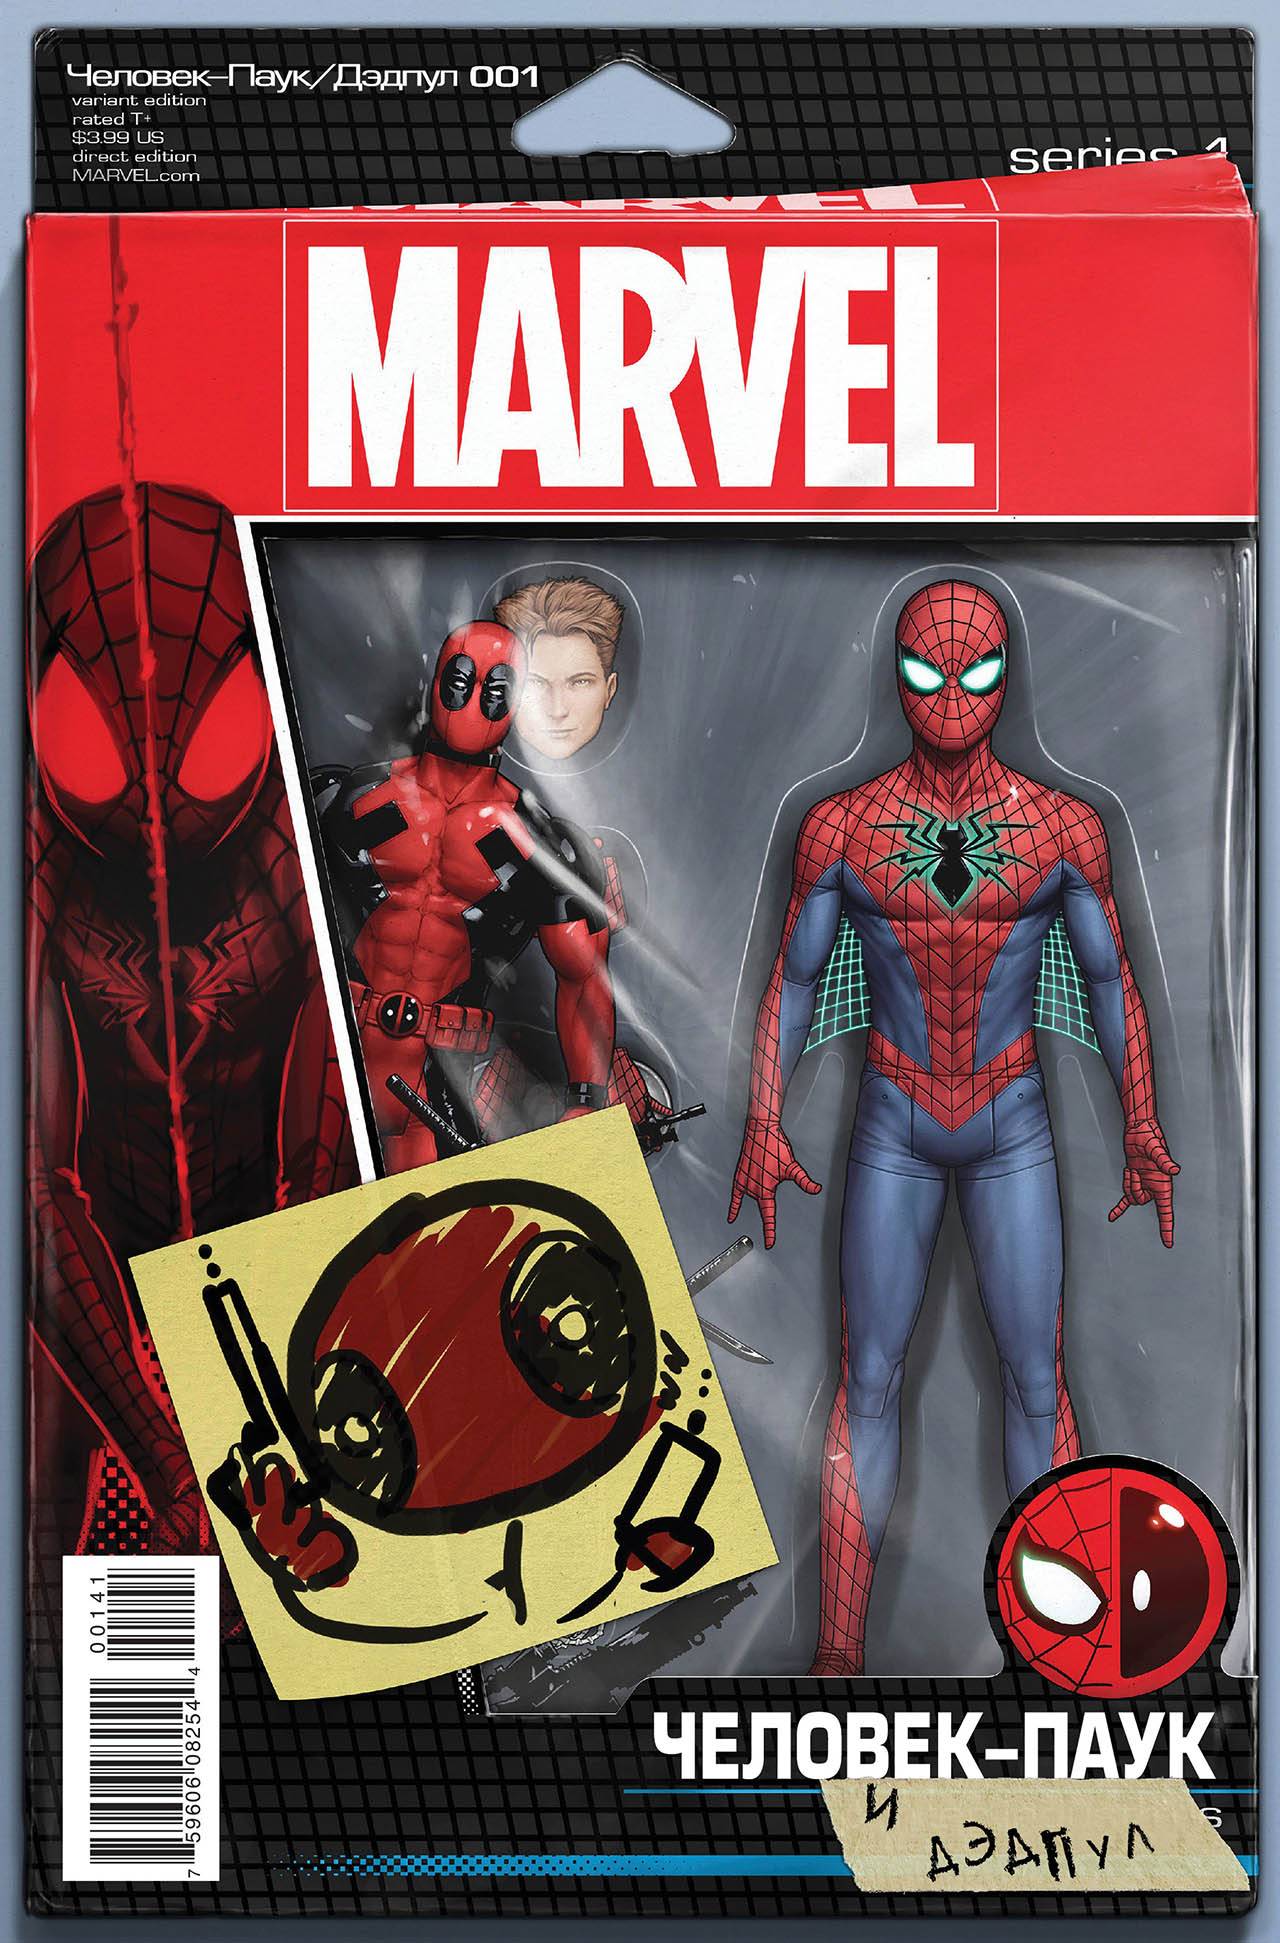 Человек-Паук/Дэдпул 001
variant edition
rated T+
$3.99 US
direct edition
MARVEL.com
series 1
MARVEL
MARVEL
00141
7 59606 08254 4
ЧЕЛОВЕК-ПАУК
И
ДЭДПУЛ